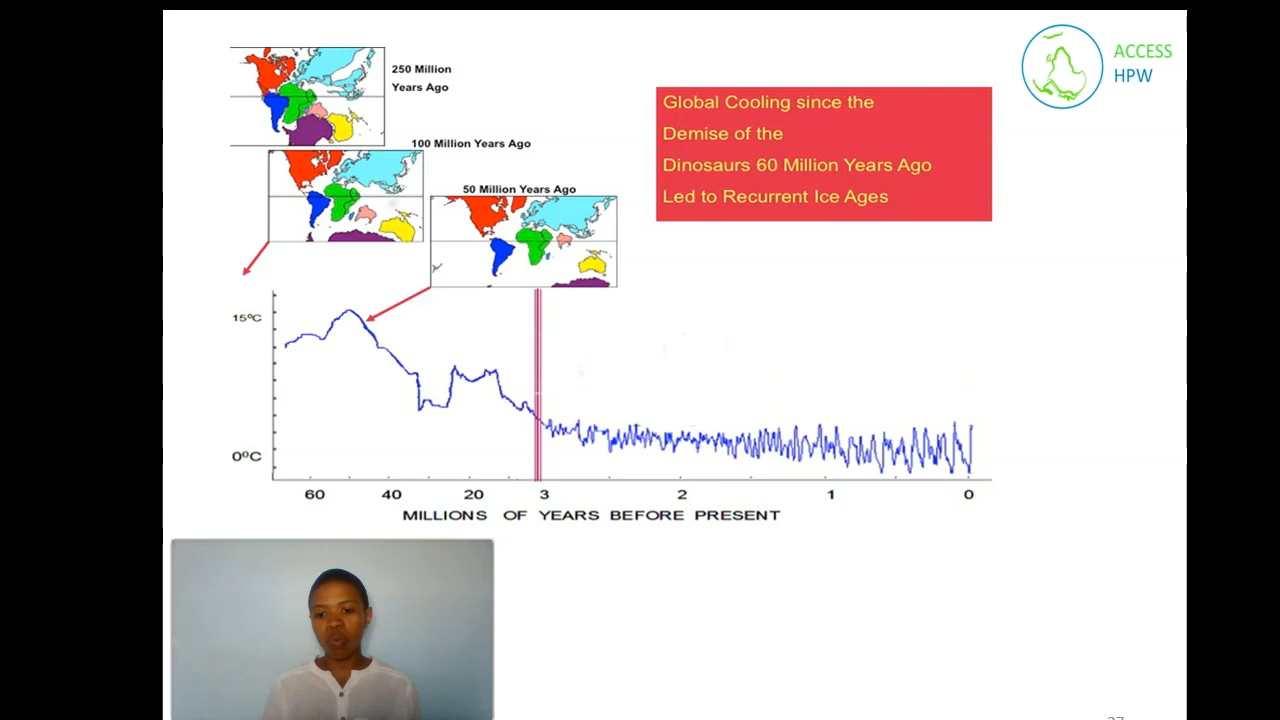 250 Million
Years Ago
100 Million Years Ago
50 Million Years Ago
Global Cooling since the
Demise of the
Dinosaurs 60 Million Years Ago
Led to Recurrent Ice Ages
ACCESS
HPW
15°C
0°C
60 40 20 3 2 1 0
MILLIONS OF YEARS BEFORE PRESENT